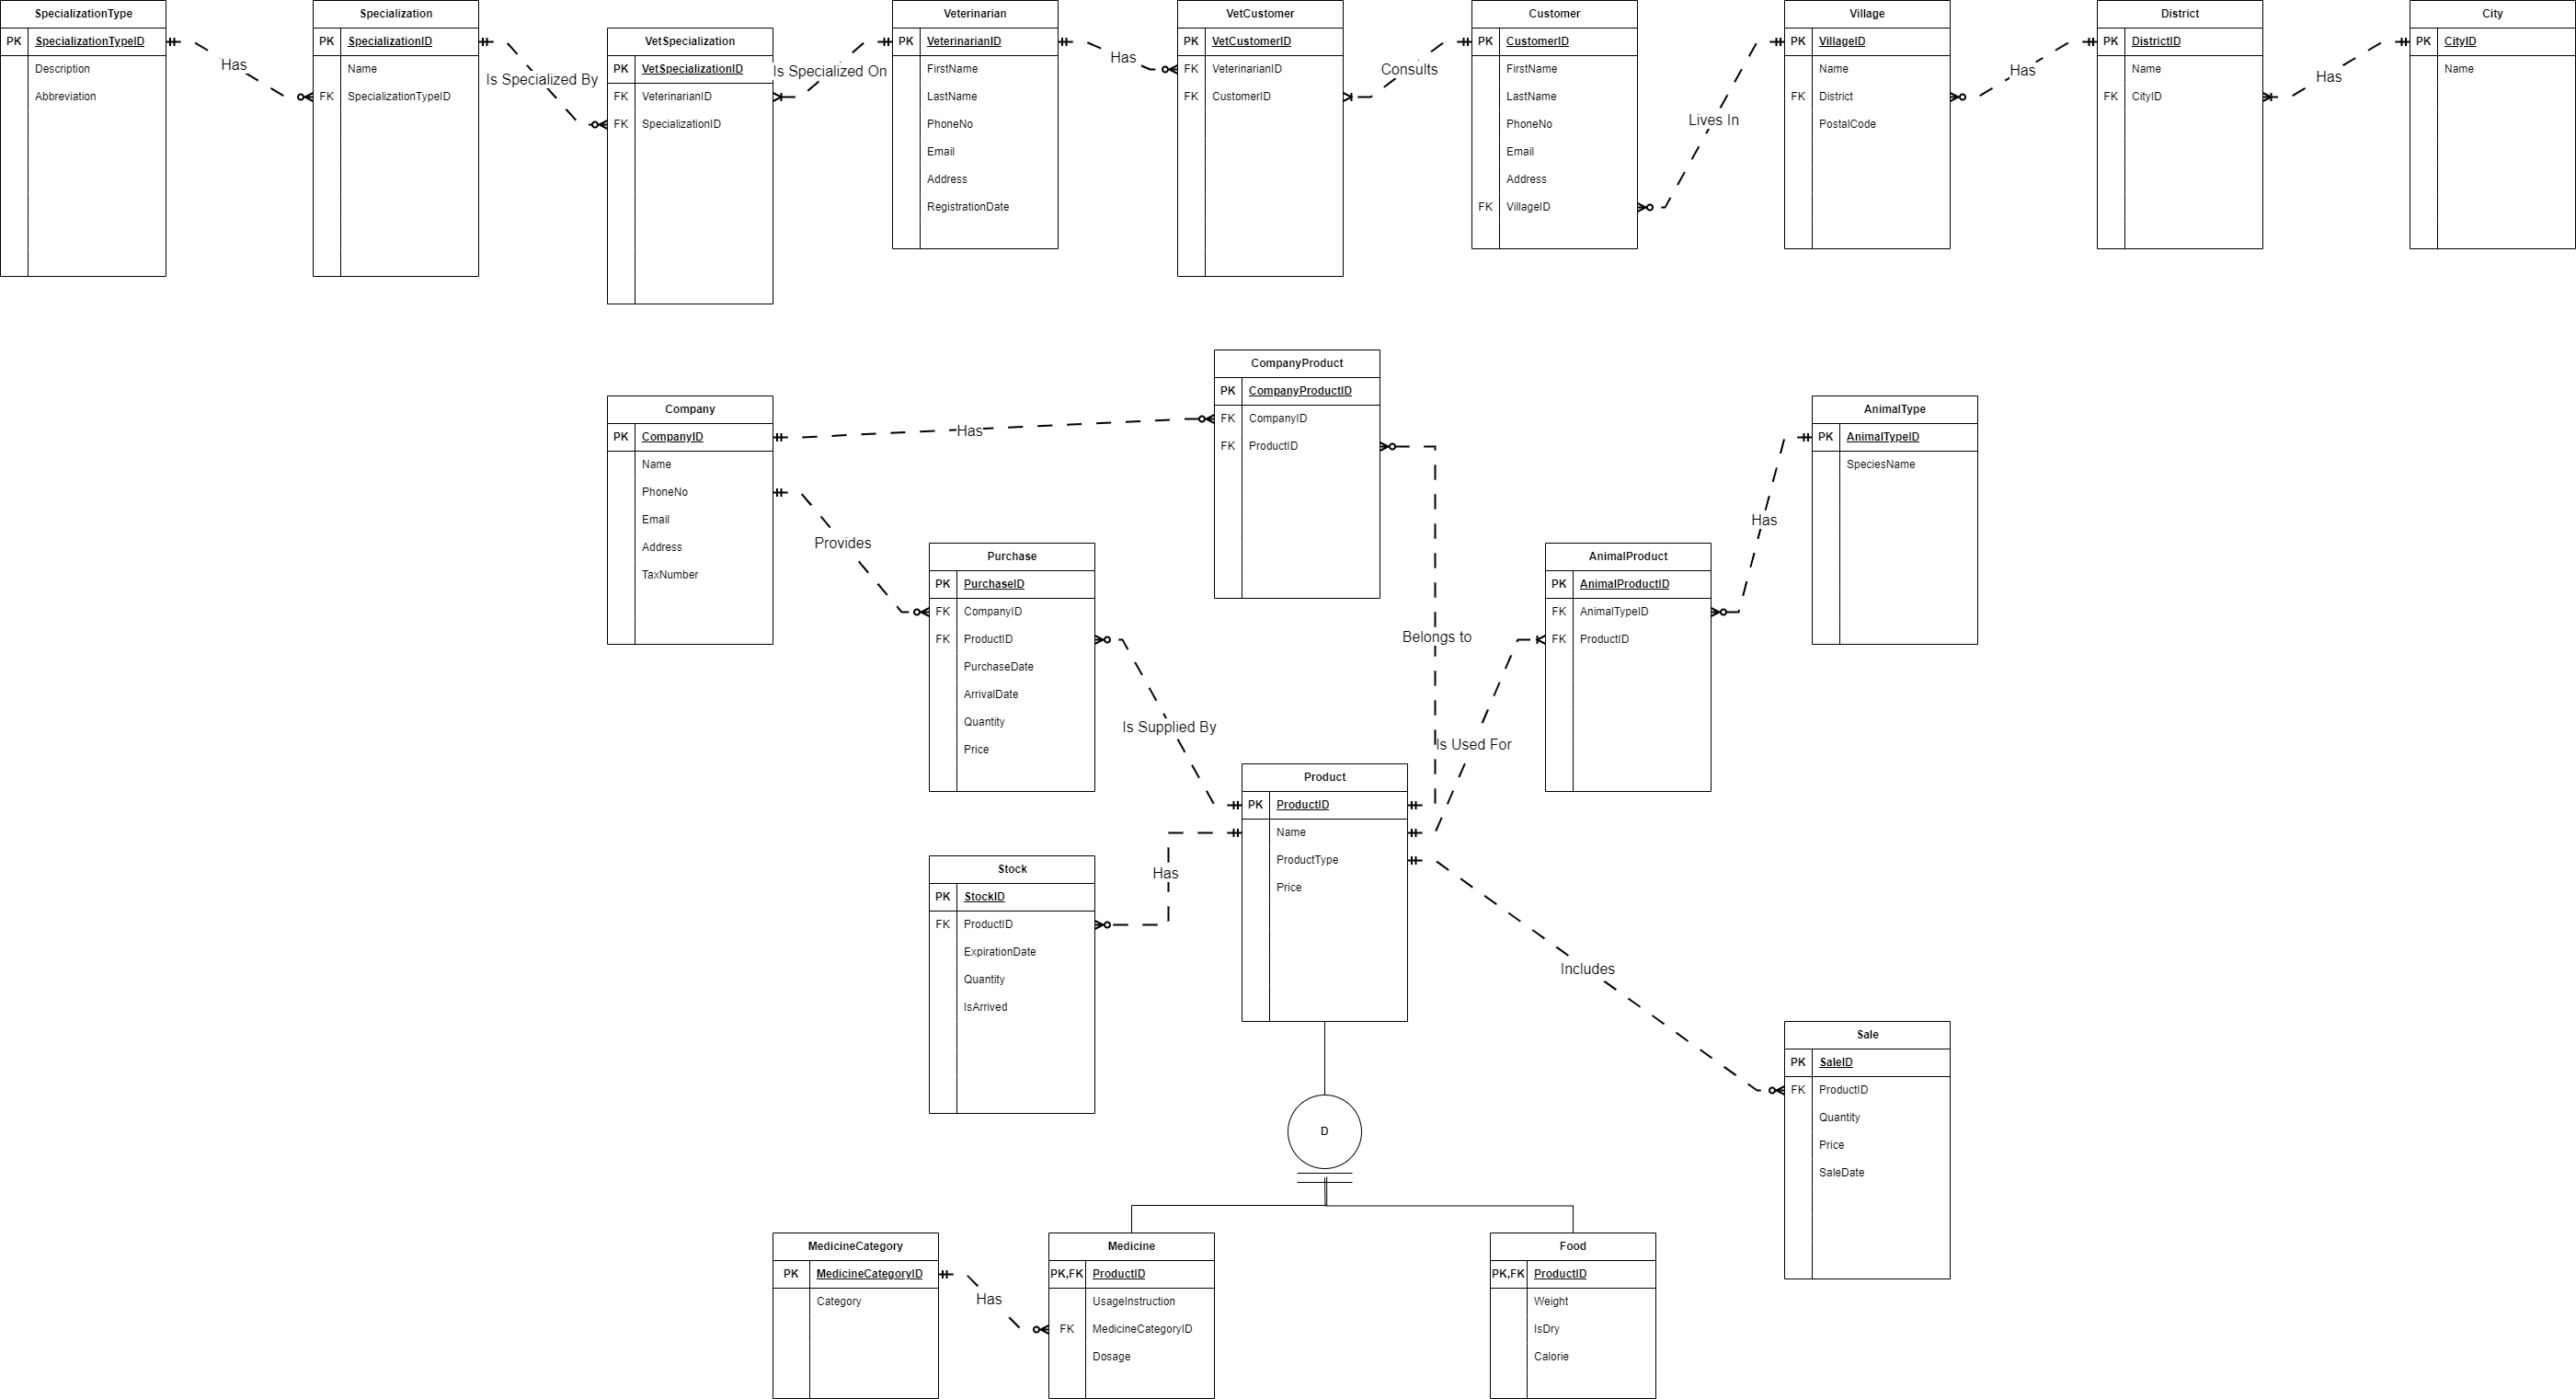 SpecializationType
PK SpecializationTypeID
Description
Abbreviation
Has
Specialization
PK SpecializationID
Name
FK SpecializationTypeID
Is Specialized By
VetSpecialization
PK VetSpecializationID
FK VeterinarianID
FK SpecializationID
Is Specialized On
Veterinarian
PK VeterinarianID
FirstName
LastName
PhoneNo
Email
Address
RegistrationDate
Has
VetCustomer
PK VetCustomerID
FK VeterinarianID
FK CustomerID
Consults
Customer
PK CustomerID
FirstName
LastName
PhoneNo
Email
Address
FK VillageID
Lives In
Village
PK VillageID
Name
FK District
PostalCode
Has
District
PK DistrictID
Name
FK CityID
Has
City
PK CityID
Name
Company
PK CompanyID
Name
PhoneNo
Email
Address
TaxNumber
Has
Provides
CompanyProduct
PK CompanyProductID
FK CompanyID
FK ProductID
Belongs to
AnimalType
PK AnimalTypeID
SpeciesName
Has
Purchase
PK PurchaseID
FK CompanyID
FK ProductID
PurchaseDate
ArrivalDate
Quantity
Price
Is Supplied By
AnimalProduct
PK AnimalProductID
FK AnimalTypeID
FK ProductID
Is Used For
Product
PK ProductID
Name
ProductType
Price
Has
Stock
PK StockID
FK ProductID
ExpirationDate
Quantity
IsArrived
Includes
Sale
PK SaleID
FK ProductID
Quantity
Price
SaleDate
D
MedicineCategory
PK MedicineCategoryID
Category
Has
Medicine
PK,FK ProductID
UsageInstruction
FK MedicineCategoryID
Dosage
Food
PK,FK ProductID
Weight
IsDry
Calorie